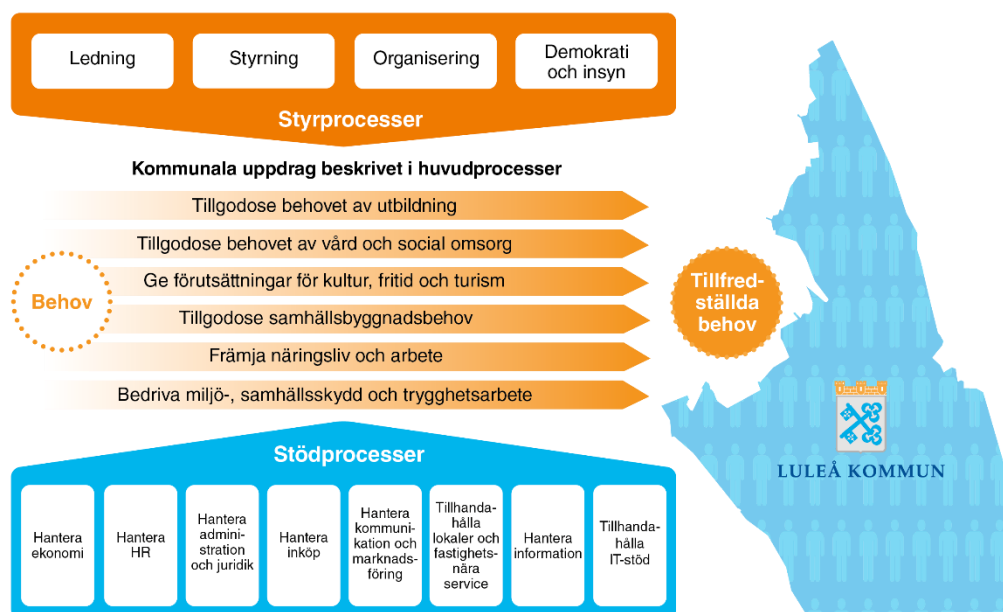 Ledning
Styrning
Organisering
Demokrati
och insyn
Styrprocesser
Kommunala uppdrag beskrivet i huvudprocesser
Tillgodose behovet av utbildning
Tillgodose behovet av vård och social omsorg
Ge förutsättningar för kultur, fritid och turism
Tillgodose samhällsbyggnadsbehov
Främja näringsliv och arbete
Bedriva miljö-, samhällsskydd och trygghetsarbete
Behov
Tillfred-
ställda
behov
LULEÅ KOMMUN
Stödprocesser
Hantera
ekonomi
Hantera
HR
Hantera
admini-
stration
och juridik
Hantera
inköp
Hantera
kommuni-
kation och
marknads-
föring
Tillhanda-
hålla
lokaler och
fastighets-
nära
service
Hantera
information
Tillhanda-
hålla
IT-stöd